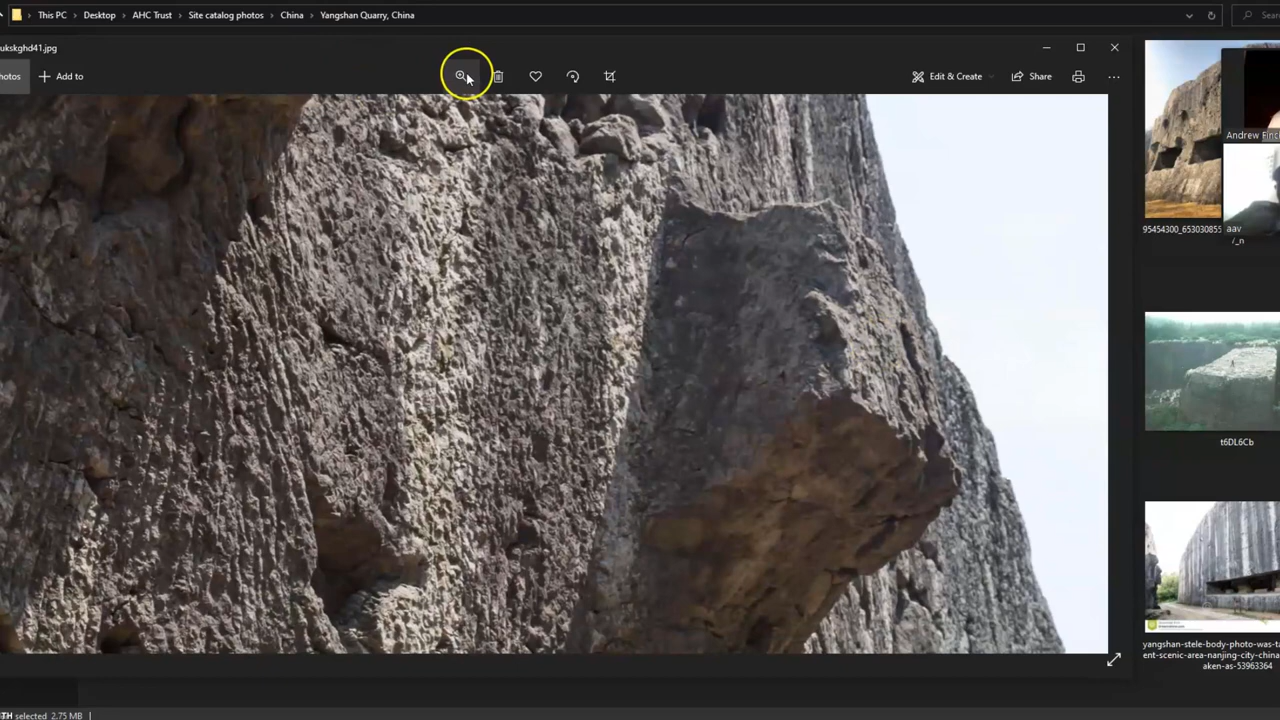 This PC
Desktop
AHC Trust
Site catalog photos
China
Yangshan Quarry, China
ukskghd41.jpg
Add to
Edit & Create
Share
Andrew Finc
aav
/_n
95454300_653030855
t6DL6Cb
yangshan-stele-body-photo-was-ta
ent-scenic-area-nanjing-city-china
aken-as-53963364
selected 2.75 MB